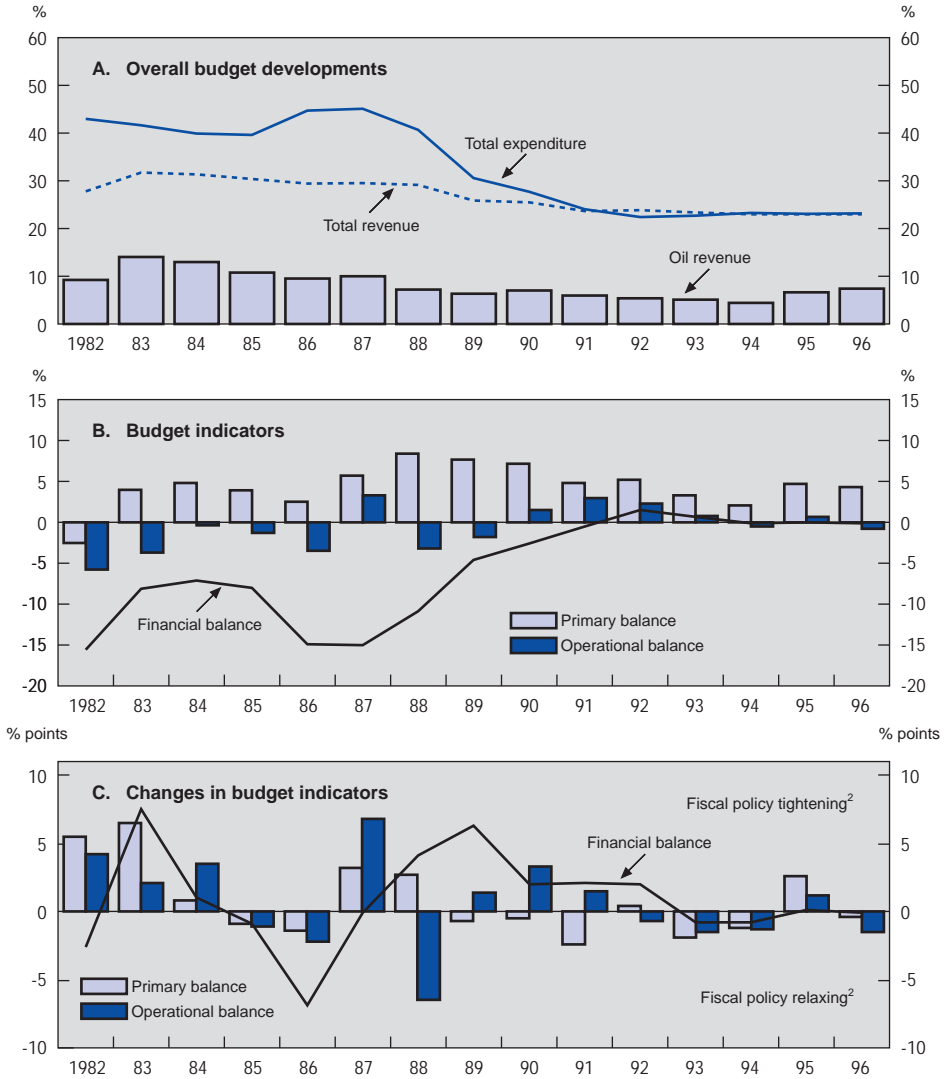 % %
60 60
A. Overall budget developments
50 50
40 40
Total expenditure
30 30
Total revenue
20 20
Oil revenue
10 10
0 0
1982 83 84 85 86 87 88 89 90 91 92 93 94 95 96
% %
15 15
B. Budget indicators
10 10
5 5
0 0
-5 -5
-10 -10
Financial balance
Primary balance
Operational balance
-15 -15
-20 -20
1982 83 84 85 86 87 88 89 90 91 92 93 94 95 96
% points % points
10 10
C. Changes in budget indicators
Fiscal policy tightening2
Financial balance
5 5
0 0
-5 -5
Primary balance
Operational balance
Fiscal policy relaxing2
-10 -10
1982 83 84 85 86 87 88 89 90 91 92 93 94 95 96